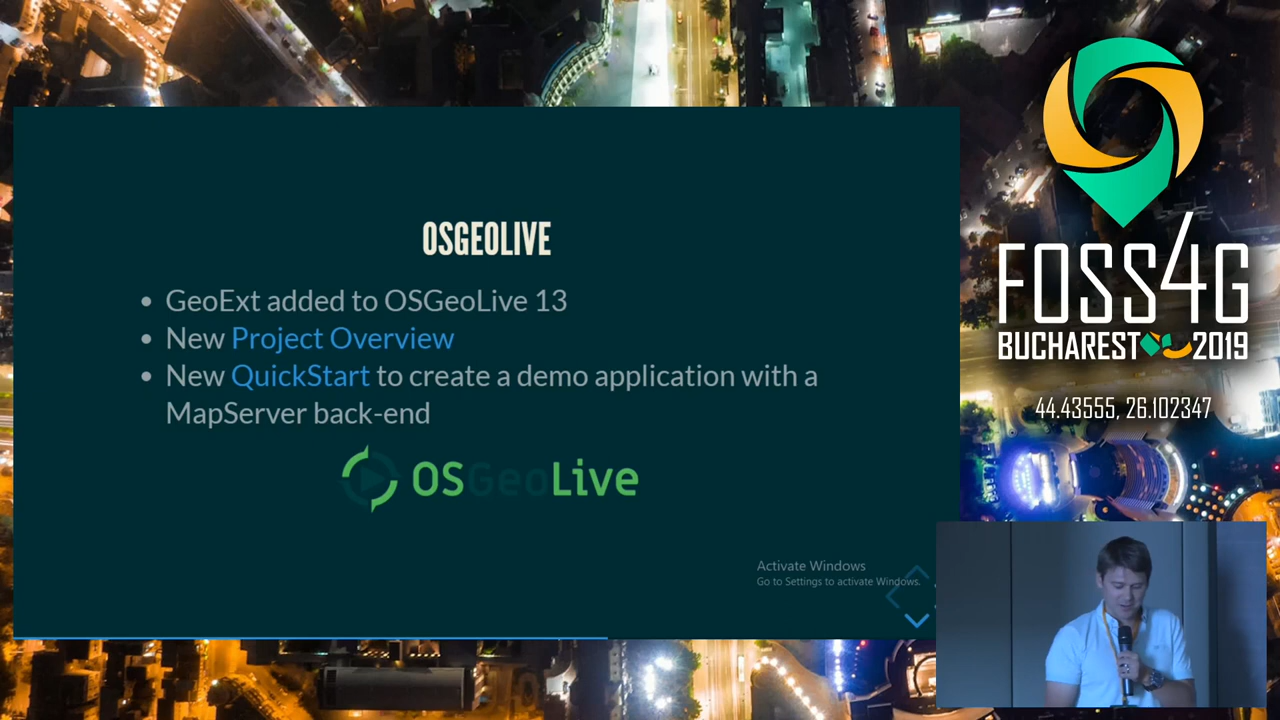 OSGEOLIVE
• GeoExt added to OSGeoLive 13
• New Project Overview
• New QuickStart to create a demo application with a
MapServer back-end
OSGeoLive
Activate Windows
Go to Settings to activate Windows.
FOSS4G
BUCHAREST 2019
44.43555, 26.102347